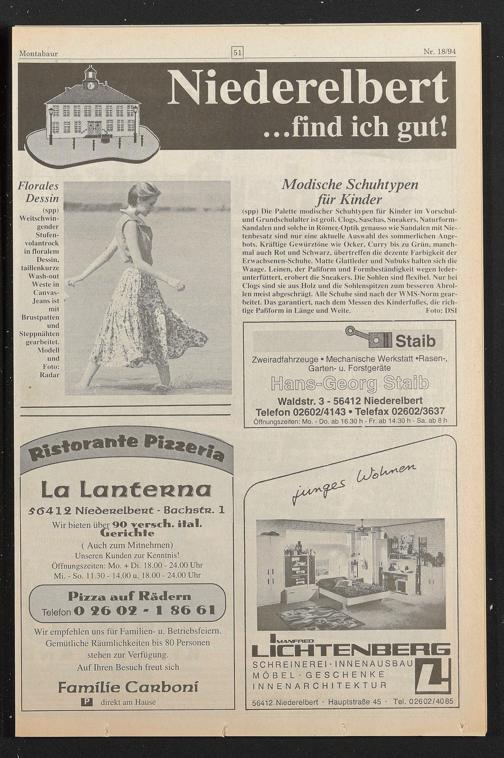 Montabaur
51
Nr. 18/94
Niederelbert
...find ich gut!
Florales
Dessin
(spp)
Weitschwin-
gender
Stufen-
volantrock
in floralem
Dessin,
taillenkurze
Wash-out
Weste in
Canvas-
Jeans ist
mit
Brustpatten
und
Steppnähten
gearbeitet.
Modell
und
Foto:
Radar
Modische Schuhtypen
für Kinder
(spp) Die Palette modischer Schuhtypen für Kinder im Vorschul-
und Grundschulalter ist groß. Clogs, Saschas, Sneakers, Naturform-
Sandalen und solche in Römer-Optik genauso wie Sandalen mit Nie-
tenbesatz sind nur eine aktuelle Auswahl des sommerlichen Ange-
bots. Kräftige Gewürztöne wie Ocker, Curry bis zu Grün, manch-
mal auch Rot und Schwarz, übertreffen die dezente Farbigkeit der
Erwachsenen-Schuhe. Matte Glattleder und Nubuks halten sich die
Waage. Leinen, der Paßform und Formbeständigkeit wegen leder-
unterfüttert, erobert die Sneakers. Die Sohlen sind flexibel. Nur bei
Clogs sind sie aus Holz und die Sohlenspitzen zum besseren Abrol-
len meist abgeschrägt. Alle Schuhe sind nach der WMS-Norm gear-
beitet. Das garantiert, nach dem Messen des Kinderfußes, die rich-
tige Paßform in Länge und Weite. Foto: DSI
Staib
Zweiradfahrzeuge • Mechanische Werkstatt •Rasen-,
Garten- u. Forstgeräte
Hans-Georg Staib
Waldstr. 3 - 56412 Niederelbert
Telefon 02602/4143 • Telefax 02602/3637
Öffnungszeiten: Mo. - Do. ab 16.30 h - Fr. ab 14.30 h - Sa. ab 8 h
Ristorante Pizzeria
La Lanterna
56412 Niederelbert - Bachstr. 1
Wir bieten über 90 versch. ital.
Gerichte
( Auch zum Mitnehmen)
Unseren Kunden zur Kenntnis!
Öffnungszeiten: Mo. + Di. 18.00 - 24.00 Uhr
Mi. - So. 11.30 - 14.00 u. 18.00 - 24.00 Uhr
Pizza auf Rädern
Telefon 0 26 02 - 1 86 61
Wir empfehlen uns für Familien- u. Betriebsfeiern.
Gemütliche Räumlichkeiten bis 80 Personen
stehen zur Verfügung.
Auf Ihren Besuch freut sich
Familie Carboni
P direkt am Hause
junges Wohnen
MANFRED
LICHTENBERG
SCHREINEREI · INNENAUSBAU
MÖBEL · GESCHENKE
INNENARCHITEKTUR
56412 Niederelbert · Hauptstraße 45 · Tel. 02602/4085